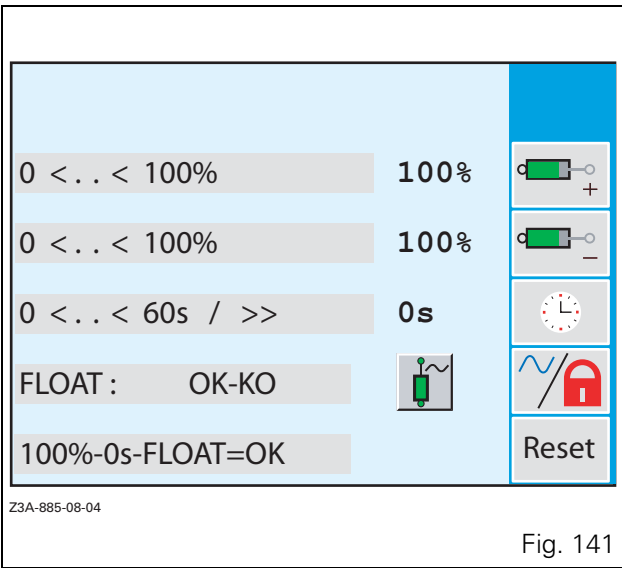 0 <..< 100% 100% +
0 <..< 100% 100% −
0 <..< 60s / >> 0s
FLOAT: OK-KO
100%-0s-FLOAT=OK Reset
Z3A-885-08-04
Fig. 141